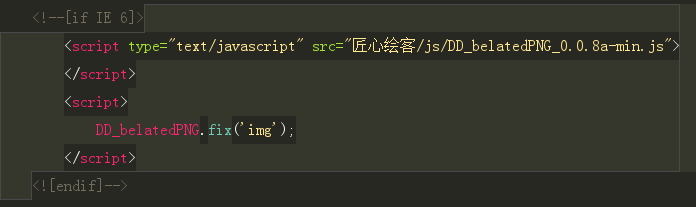 <!--[if IE 6]>
<script type="text/javascript" src="匠心绘客/js/DD_belatedPNG_0.0.8a-min.js">
</script>
<script>
DD_belatedPNG.fix('img');
</script>
<![endif]-->